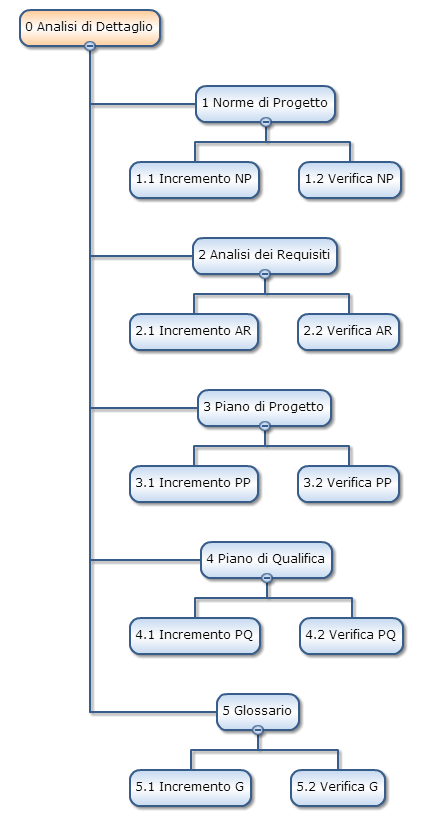 0 Analisi di Dettaglio
1 Norme di Progetto
1.1 Incremento NP
1.2 Verifica NP
2 Analisi dei Requisiti
2.1 Incremento AR
2.2 Verifica AR
3 Piano di Progetto
3.1 Incremento PP
3.2 Verifica PP
4 Piano di Qualifica
4.1 Incremento PQ
4.2 Verifica PQ
5 Glossario
5.1 Incremento G
5.2 Verifica G